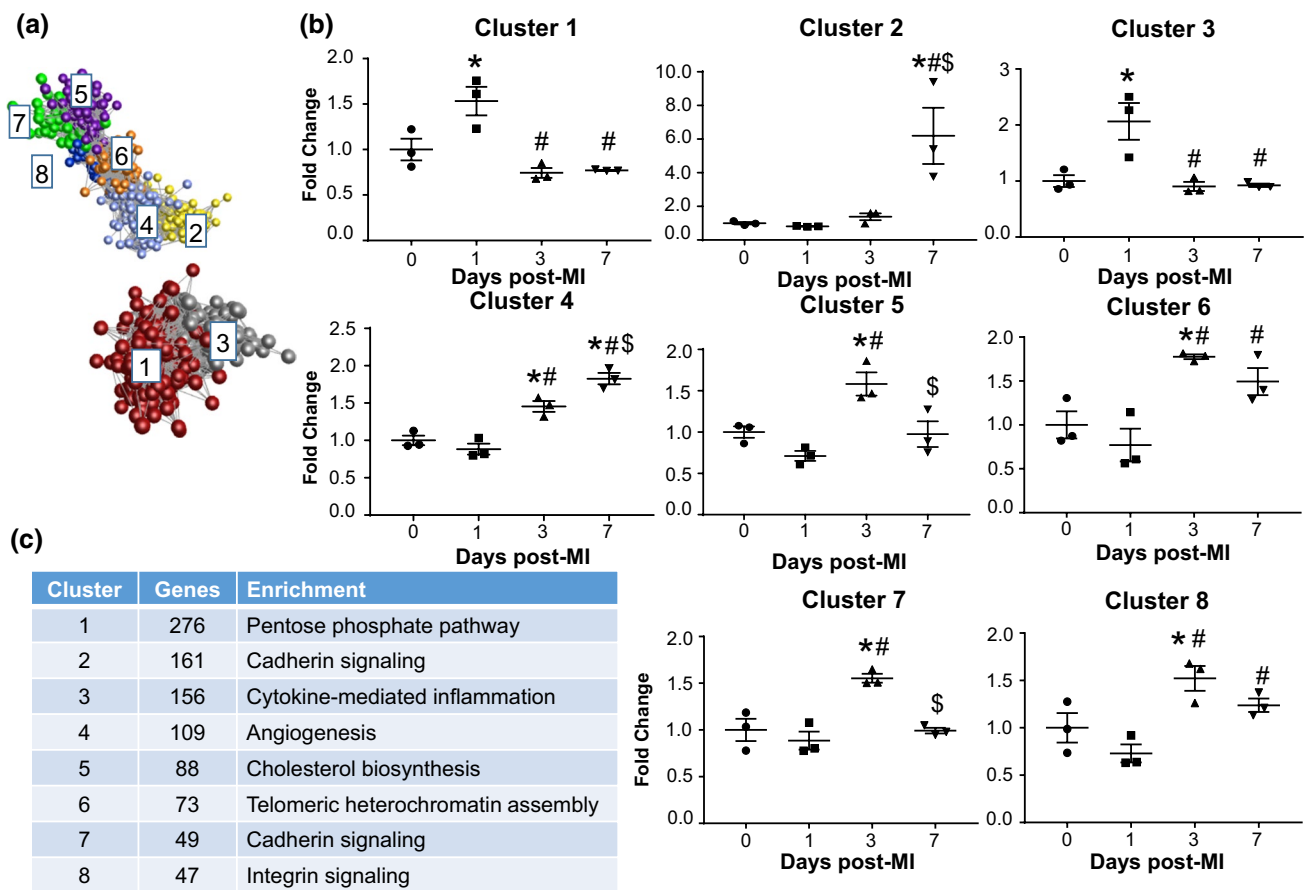 (a)
5
7
6
8
4
2
1
3
(b)
Cluster 1
Fold Change
2.0
1.5
1.0
0.5
0.0
*
#
#
0 1 3 7
Days post-MI
Cluster 2
10.0
8.0
6.0
4.0
2.0
0.0
*#$
0 1 3 7
Days post-MI
Cluster 3
3
2
1
0
*
#
#
0 1 3 7
Days post-MI
Cluster 4
Fold Change
2.5
2.0
1.5
1.0
0.5
0.0
*#
*#$
0 1 3 7
Days post-MI
Cluster 5
2.0
1.5
1.0
0.5
0.0
*#
$
0 1 3 7
Days post-MI
Cluster 6
2.0
1.5
1.0
0.5
0.0
*#
#
0 1 3 7
Days post-MI
(c)
Cluster Genes Enrichment
1 276 Pentose phosphate pathway
2 161 Cadherin signaling
3 156 Cytokine-mediated inflammation
4 109 Angiogenesis
5 88 Cholesterol biosynthesis
6 73 Telomeric heterochromatin assembly
7 49 Cadherin signaling
8 47 Integrin signaling
Cluster 7
Fold Change
2.0
1.5
1.0
0.5
0.0
*#
$
0 1 3 7
Days post-MI
Cluster 8
2.0
1.5
1.0
0.5
0.0
* #
#
0 1 3 7
Days post-MI